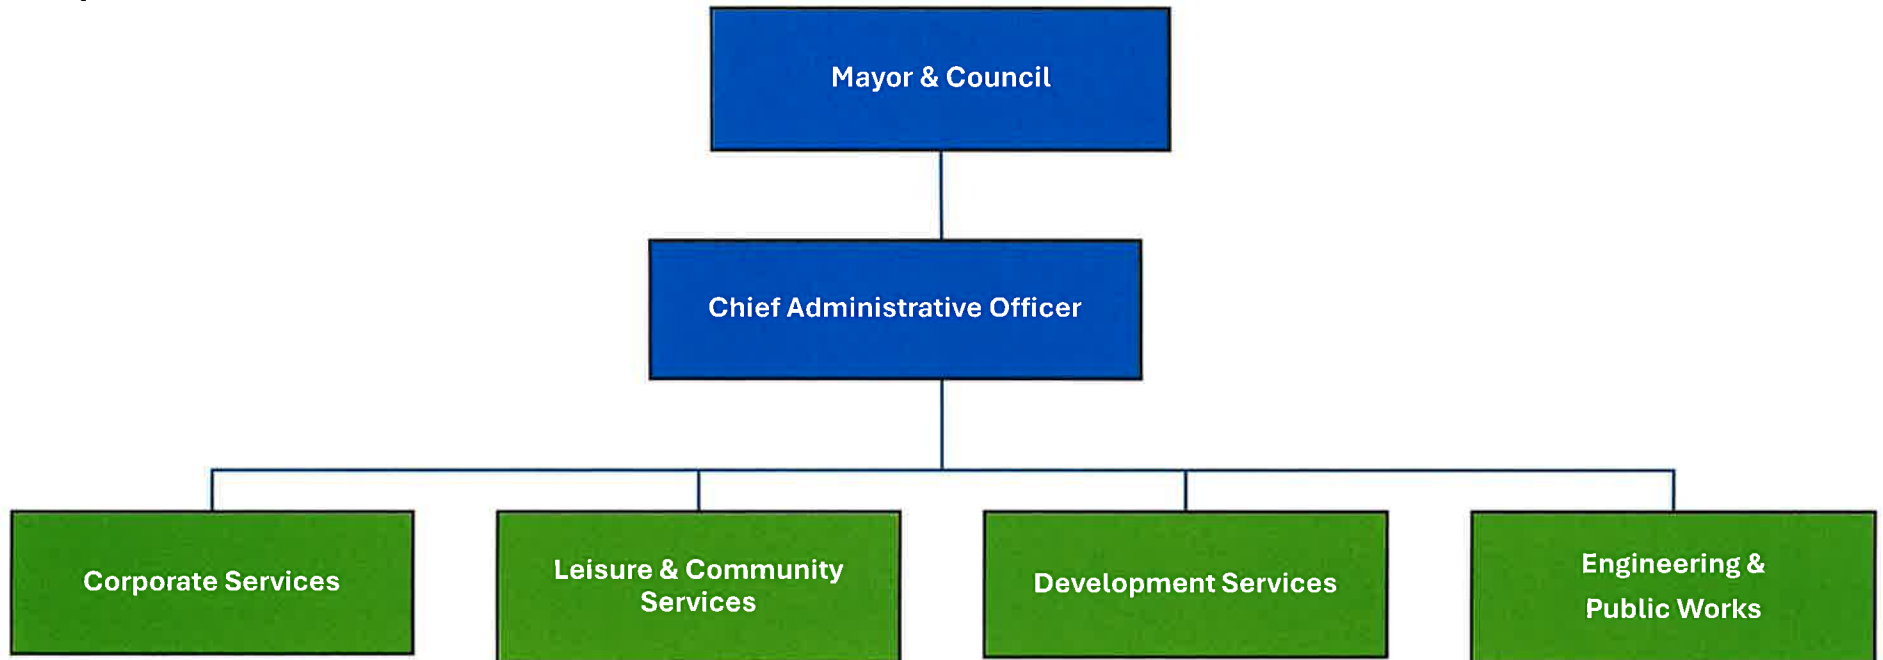 Mayor & Council
Chief Administrative Officer
Corporate Services
Leisure & Community
Services
Development Services
Engineering &
Public Works